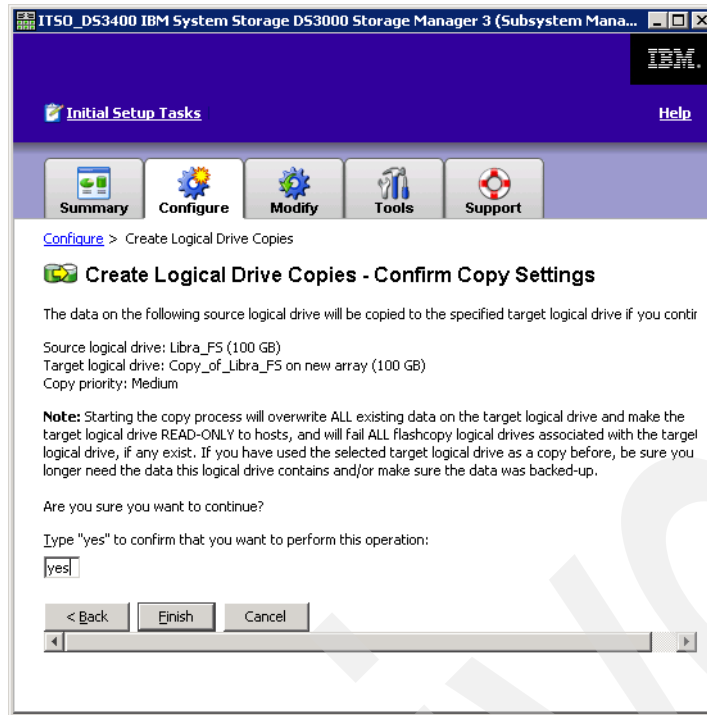 ITSO_DS3400 IBM System Storage DS3000 Storage Manager 3 (Subsystem Mana...
IBM.
Initial Setup Tasks Help
Summary Configure Modify Tools Support
Configure > Create Logical Drive Copies
Create Logical Drive Copies - Confirm Copy Settings
The data on the following source logical drive will be copied to the specified target logical drive if you contin
Source logical drive: Libra_FS (100 GB)
Target logical drive: Copy_of_Libra_FS on new array (100 GB)
Copy priority: Medium
Note: Starting the copy process will overwrite ALL existing data on the target logical drive and make the
target logical drive READ-ONLY to hosts, and will fail ALL flashcopy logical drives associated with the target
logical drive, if any exist. If you have used the selected target logical drive as a copy before, be sure you
longer need the data this logical drive contains and/or make sure the data was backed-up.
Are you sure you want to continue?
Type "yes" to confirm that you want to perform this operation:
yes
< Back Finish Cancel